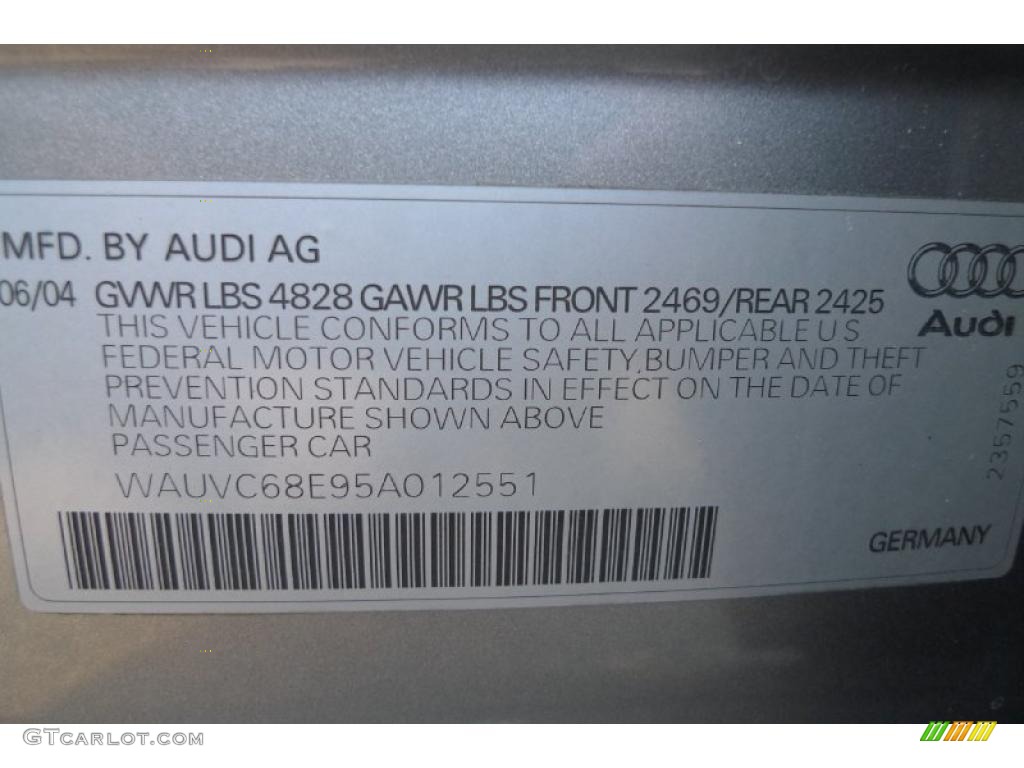 MFD. BY AUDI AG
06/04 GVWR LBS 4828 GAWR LBS FRONT 2469/REAR 2425
THIS VEHICLE CONFORMS TO ALL APPLICABLE U S
FEDERAL MOTOR VEHICLE SAFETY,BUMPER AND THEFT
PREVENTION STANDARDS IN EFFECT ON THE DATE OF
MANUFACTURE SHOWN ABOVE
PASSENGER CAR
WAUVC68E95A012551
Audi
2357559
GERMANY
GTCARLOT.COM